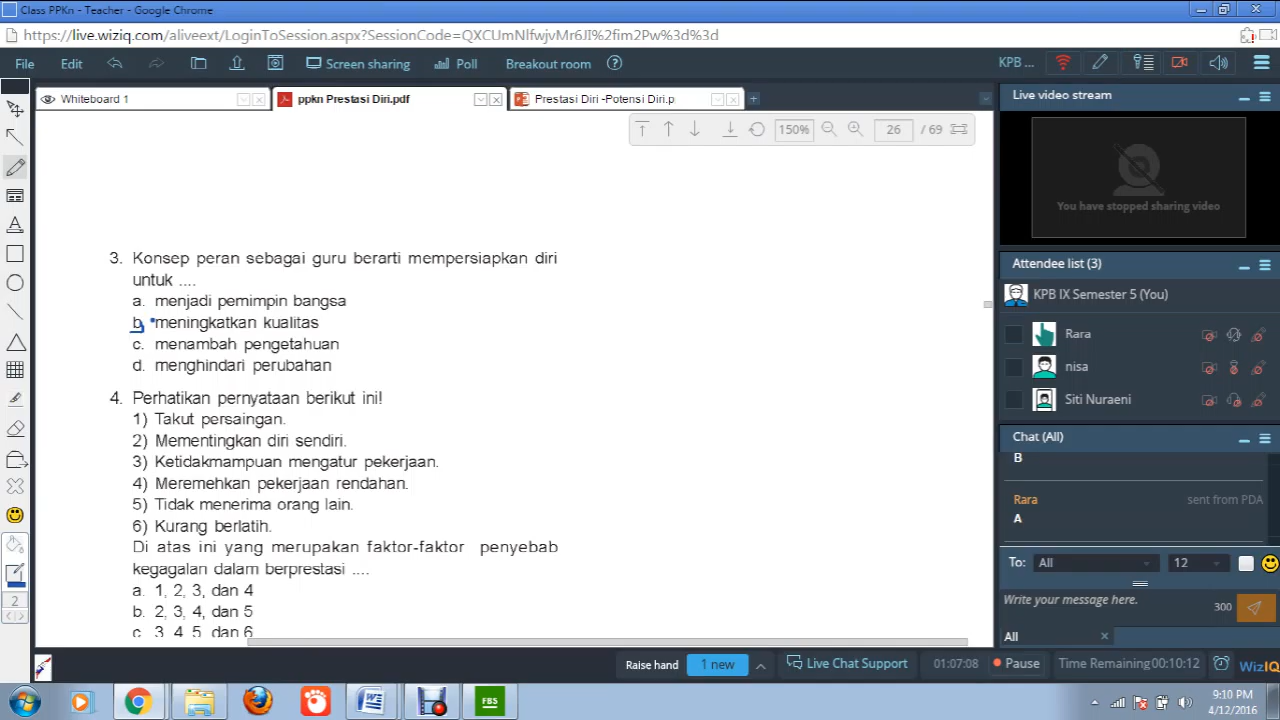 Class PPKn - Teacher - Google Chrome
https://live.wiziq.com/aliveext/LoginToSession.aspx?SessionCode=QXCUmNlfwjvMr6JI%2fim2Pw%3d%3d
File Edit Screen sharing Poll Breakout room KPB ...
Whiteboard 1 ppkn Prestasi Diri.pdf Prestasi Diri -Potensi Diri.p
150% 26 / 69
3. Konsep peran sebagai guru berarti mempersiapkan diri
untuk ....
a. menjadi pemimpin bangsa
b. meningkatkan kualitas
c. menambah pengetahuan
d. menghindari perubahan
4. Perhatikan pernyataan berikut ini!
1) Takut persaingan.
2) Mementingkan diri sendiri.
3) Ketidakmampuan mengatur pekerjaan.
4) Meremehkan pekerjaan rendahan.
5) Tidak menerima orang lain.
6) Kurang berlatih.
Di atas ini yang merupakan faktor-faktor penyebab
kegagalan dalam berprestasi ....
a. 1, 2, 3, dan 4
b. 2, 3, 4, dan 5
c. 3, 4, 5, dan 6
2
Live video stream
You have stopped sharing video
Attendee list (3)
KPB IX Semester 5 (You)
Rara
nisa
Siti Nuraeni
Chat (All)
B
Rara sent from PDA
A
To: All 12
Write your message here. 300
All
Raise hand 1 new Live Chat Support 01:07:08 Pause Time Remaining 00:10:12 WizIQ
FBS
9:10 PM
4/12/2016